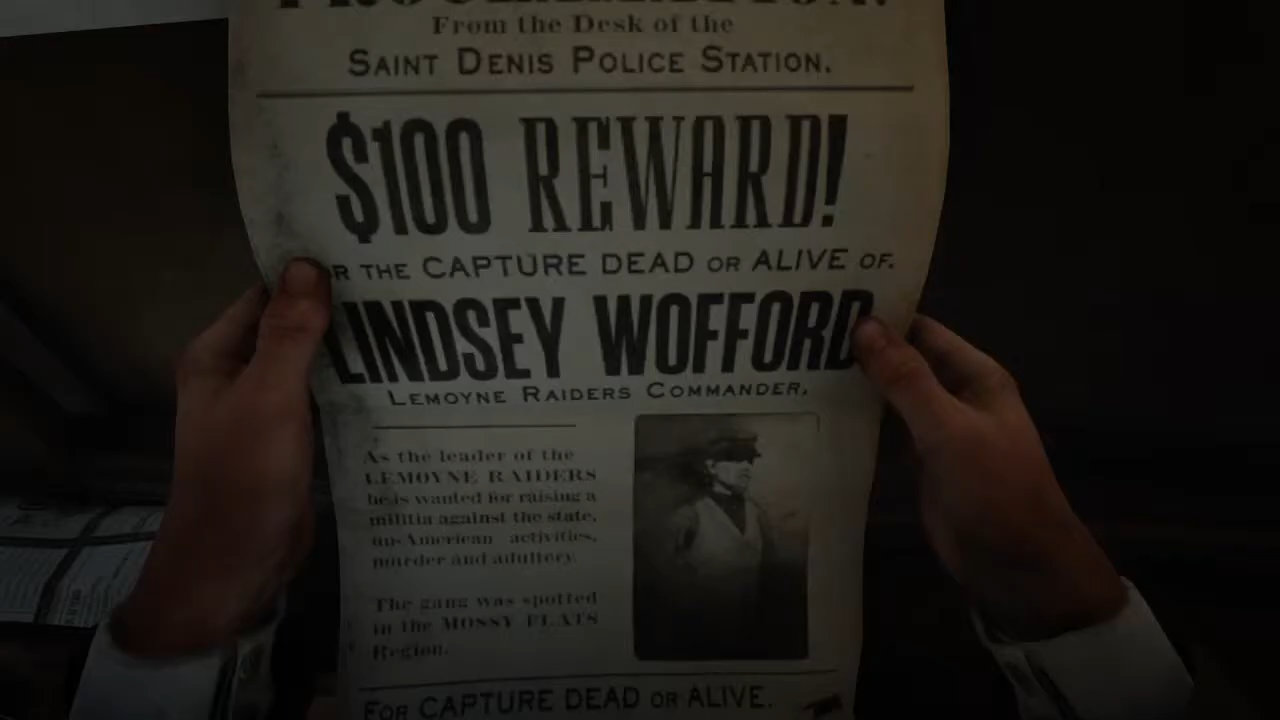 From the Desk of the
SAINT DENIS POLICE STATION.
$100 REWARD!
THE CAPTURE DEAD OR ALIVE OF.
LINDSEY WOFFORD
LEMOYNE RAIDERS COMMANDER,
As the leader of the
LEMOYNE RAIDERS
he is wanted for raising a
militia against the state,
un-American activities,
murder and adultery.
The gang was spotted
in the MOSSY FLATS
Region.
FOR CAPTURE DEAD OR ALIVE.